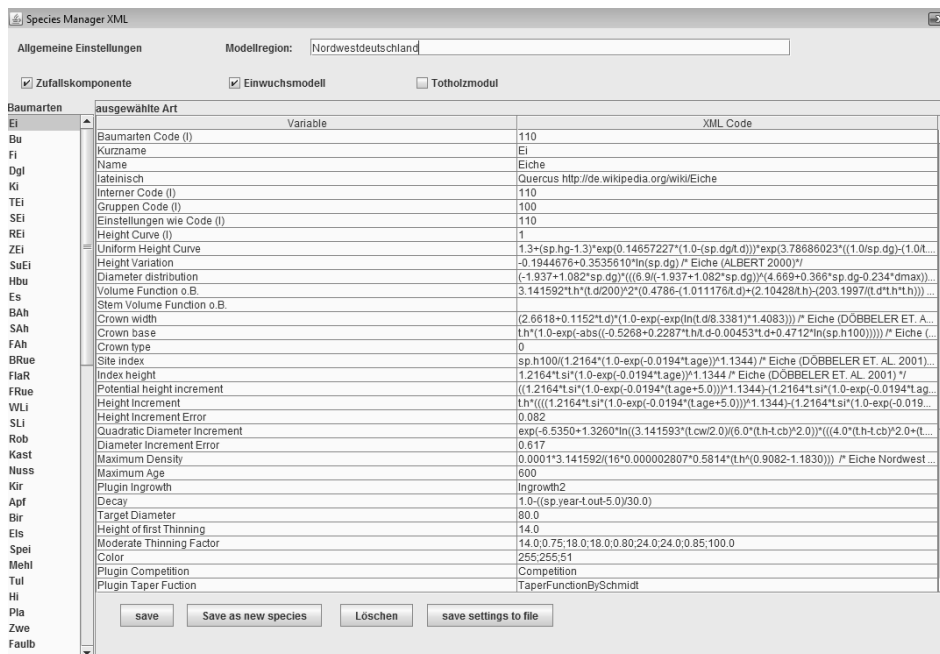 Species Manager XML
Allgemeine Einstellungen Modellregion: Nordwestdeutschland
Zufallskomponente Einwuchsmodell Totholzmodul
Baumarten
Ei
Bu
Fi
Dgl
Ki
TEi
SEi
REi
ZEi
SuEi
Hbu
Es
BAh
SAh
FAh
BRue
FlaR
FRue
WLi
SLi
Rob
Kast
Nuss
Kir
Apf
Bir
Els
Spei
Mehl
Tul
Hi
Pla
Zwe
Faulb
ausgewählte Art
Variable XML Code
Baumarten Code (I) 110
Kurzname Ei
Name Eiche
lateinisch Quercus http://de.wikipedia.org/wiki/Eiche
Interner Code (I) 110
Gruppen Code (I) 100
Einstellungen wie Code (I) 110
Height Curve (I) 1
Uniform Height Curve 1.3+(sp.hg-1.3)*exp(0.14657227*(1.0-(sp.dg/t.d)))*exp(3.78686023*((1.0/sp.dg)-(1.0/t....
Height Variation -0.1944676+0.3535610*ln(sp.dg) /* Eiche (ALBERT 2000)*/
Diameter distribution (-1.937+1.082*sp.dg)*(((6.9/(-1.937+1.082*sp.dg))^(4.669+0.366*sp.dg-0.234*dmax))...
Volume Function o.B. 3.141592*t.h*(t.d/200)^2*(0.4786-(1.011176/t.d)+(2.10428/t.h)-(203.1997/(t.d*t.h*t.h))) ...
Stem Volume Function o.B.
Crown width (2.6618+0.1152*t.d)*(1.0-exp(-exp(ln(t.d/8.3381)*1.4083))) /* Eiche (DÖBBELER ET. A...
Crown base t.h*(1.0-exp(-abs((-0.5268+0.2287*t.h/t.d-0.00453*t.d+0.4712*ln(sp.h100))))) /* Eiche (...
Crown type 0
Site index sp.h100/(1.2164*(1.0-exp(-0.0194*t.age))^1.1344) /* Eiche (DÖBBELER ET. AL. 2001)...
Index height 1.2164*t.si*(1.0-exp(-0.0194*t.age))^1.1344 /* Eiche (DÖBBELER ET. AL. 2001) */
Potential height increment ((1.2164*t.si*(1.0-exp(-0.0194*(t.age+5.0)))^1.1344)-(1.2164*t.si*(1.0-exp(-0.0194*t.ag...
Height Increment t.h*((((1.2164*t.si*(1.0-exp(-0.0194*(t.age+5.0)))^1.1344)-(1.2164*t.si*(1.0-exp(-0.019...
Height Increment Error 0.082
Quadratic Diameter Increment exp(-6.5350+1.3260*ln((3.141593*(t.cw/2.0)/(6.0*(t.h-t.cb)^2.0))*(((4.0*(t.h-t.cb)^2.0+(t....
Diameter Increment Error 0.617
Maximum Density 0.0001*3.141592/(16*0.000002807*0.5814*(t.h^(0.9082-1.1830))) /* Eiche Nordwest ...
Maximum Age 600
Plugin Ingrowth Ingrowth2
Decay 1.0-((sp.year-t.out-5.0)/30.0)
Target Diameter 80.0
Height of first Thinning 14.0
Moderate Thinning Factor 14.0;0.75;18.0;18.0;0.80;24.0;24.0;0.85;100.0
Color 255;255;51
Plugin Competition Competition
Plugin Taper Fuction TaperFunctionBySchmidt
save Save as new species Löschen save settings to file